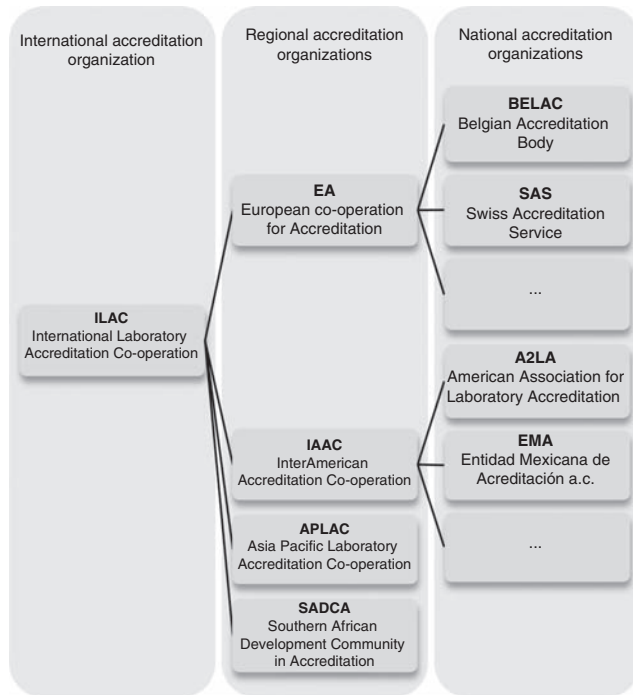 International accreditation
organization
Regional accreditation
organizations
National accreditation
organizations
BELAC
Belgian Accreditation
Body
EA
European co-operation
for Accreditation
SAS
Swiss Accreditation
Service
...
ILAC
International Laboratory
Accreditation Co-operation
A2LA
American Association for
Laboratory Accreditation
IAAC
InterAmerican
Accreditation Co-operation
EMA
Entidad Mexicana de
Acreditación a.c.
APLAC
Asia Pacific Laboratory
Accreditation Co-operation
...
SADCA
Southern African
Development Community
in Accreditation